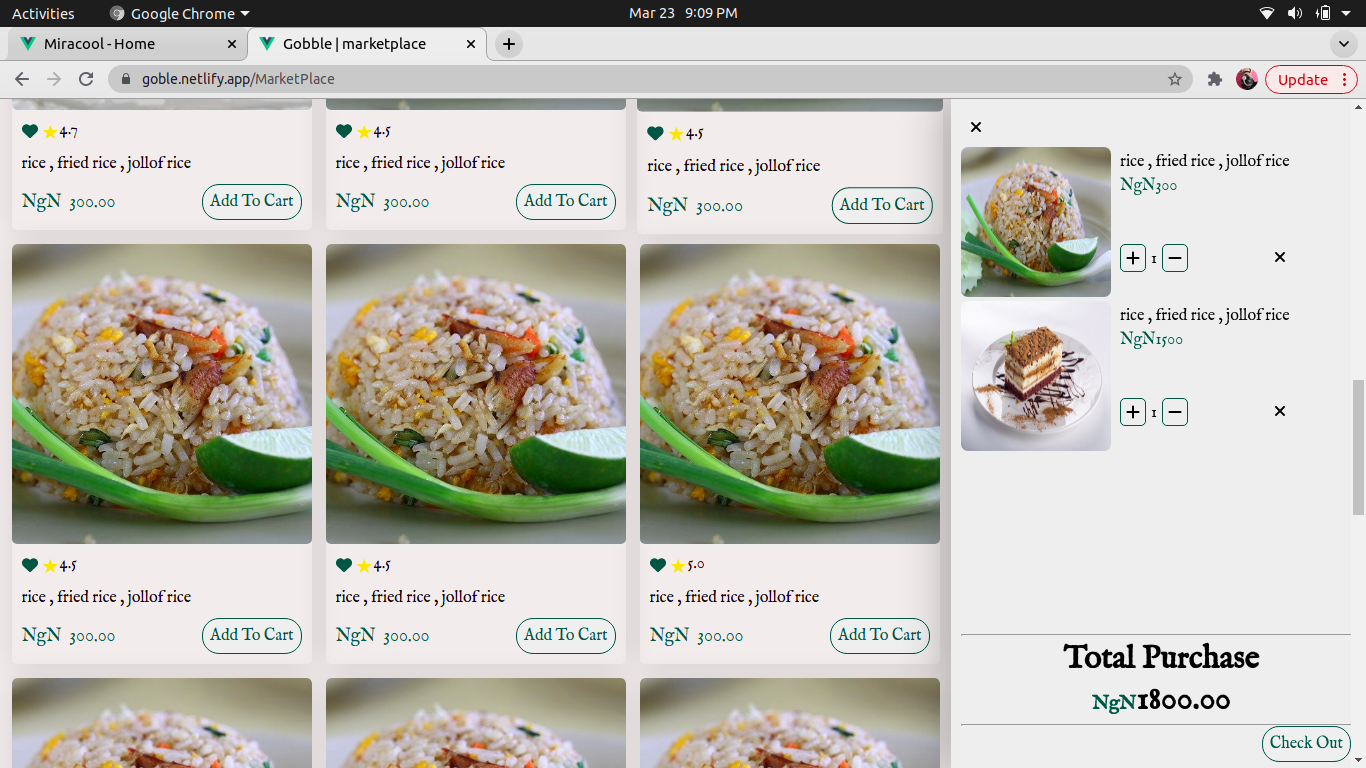 Activities Google Chrome Mar 23 9:09 PM
Miracool - Home Gobble | marketplace
goble.netlify.app/MarketPlace Update
4.7
rice , fried rice , jollof rice
NgN 300.00 Add To Cart
4.5
rice , fried rice , jollof rice
NgN 300.00 Add To Cart
4.5
rice , fried rice , jollof rice
NgN 300.00 Add To Cart
4.5
rice , fried rice , jollof rice
NgN 300.00 Add To Cart
4.5
rice , fried rice , jollof rice
NgN 300.00 Add To Cart
5.0
rice , fried rice , jollof rice
NgN 300.00 Add To Cart
rice , fried rice , jollof rice
NgN300
1
rice , fried rice , jollof rice
NgN1500
1
Total Purchase
NgN1800.00
Check Out